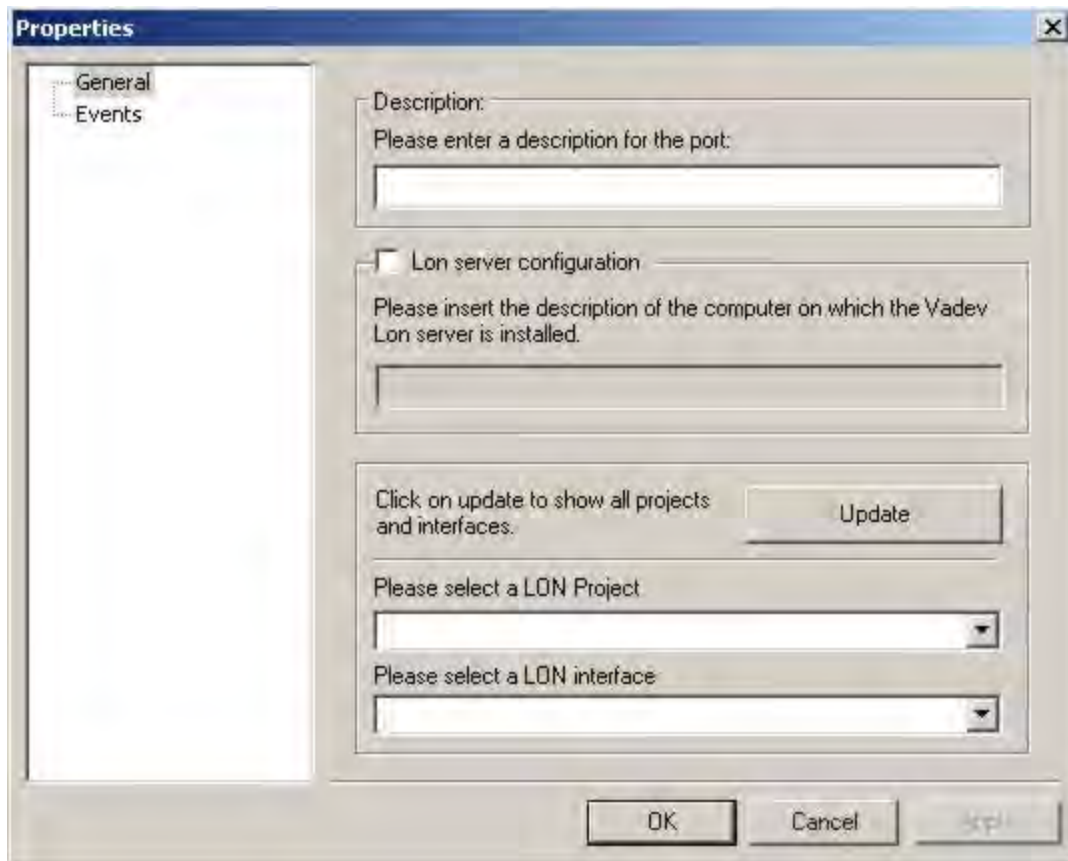 Properties
General
Events
Description:
Please enter a description for the port:
Lon server configuration
Please insert the description of the computer on which the Vadev
Lon server is installed.
Click on update to show all projects
and interfaces.
Update
Please select a LON Project
Please select a LON interface
OK
Cancel
Apply